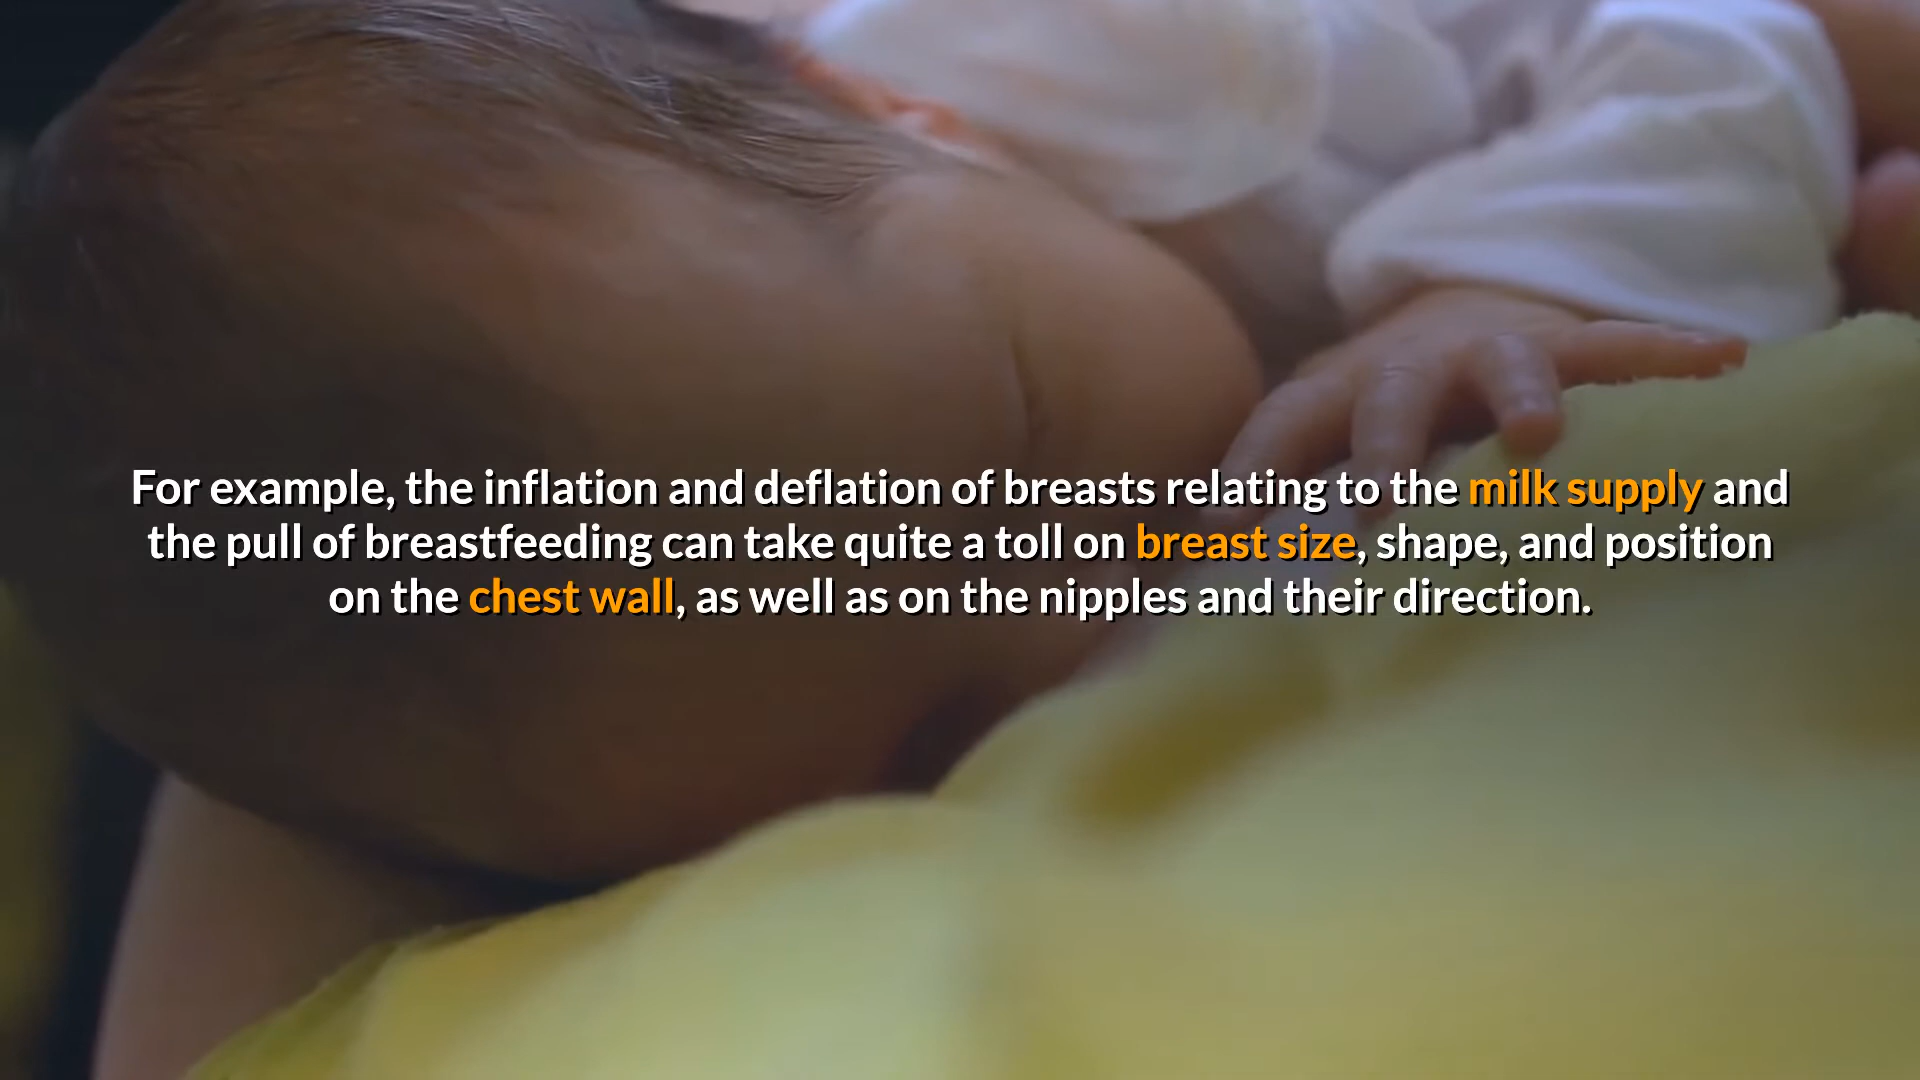 For example, the inflation and deflation of breasts relating to the milk supply and
the pull of breastfeeding can take quite a toll on breast size, shape, and position
on the chest wall, as well as on the nipples and their direction.